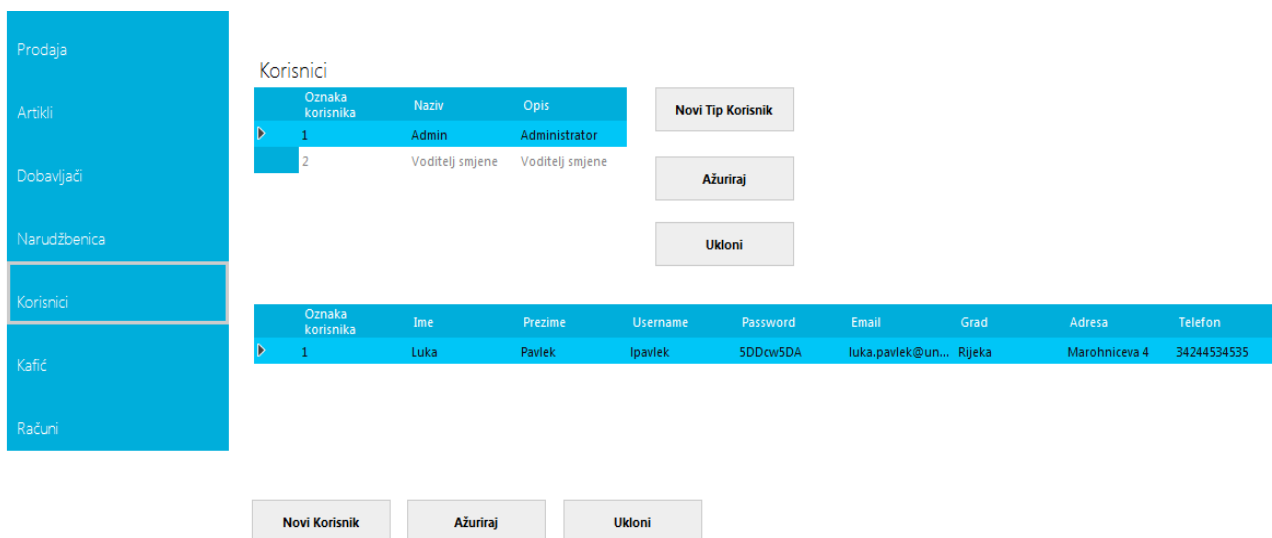 Prodaja
Artikli
Dobavljači
Narudžbenica
Korisnici
Kafić
Računi
Korisnici
Oznaka korisnika Naziv Opis
1 Admin Administrator
2 Voditelj smjene Voditelj smjene
Novi Tip Korisnik
Ažuriraj
Ukloni
Oznaka korisnika Ime Prezime Username Password Email Grad Adresa Telefon
1 Luka Pavlek lpavlek 5DDcw5DA luka.pavlek@un... Rijeka Marohniceva 4 34244534535
Novi Korisnik Ažuriraj Ukloni